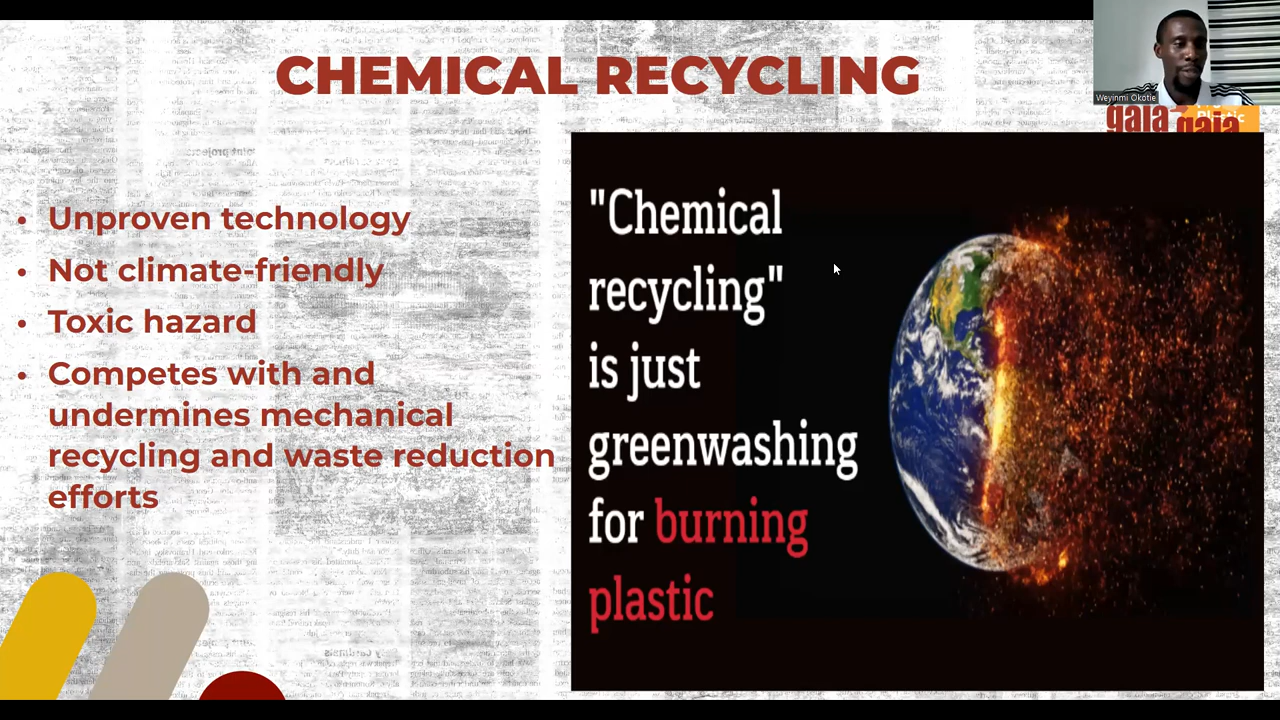 CHEMICAL RECYCLING
Weyinmi Okotie
gaia gaia
• Unproven technology
• Not climate-friendly
• Toxic hazard
• Competes with and
undermines mechanical
recycling and waste reduction
efforts
"Chemical
recycling"
is just
greenwashing
for burning
plastic